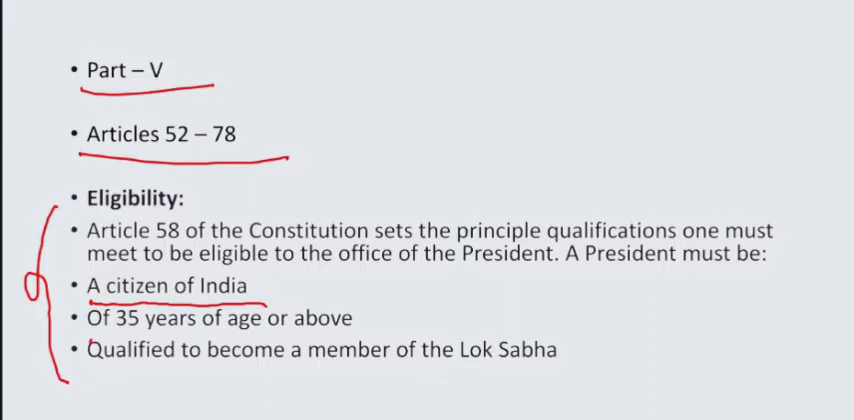 • Part – V
• Articles 52 – 78
• Eligibility:
• Article 58 of the Constitution sets the principle qualifications one must
meet to be eligible to the office of the President. A President must be:
• A citizen of India
• Of 35 years of age or above
• Qualified to become a member of the Lok Sabha